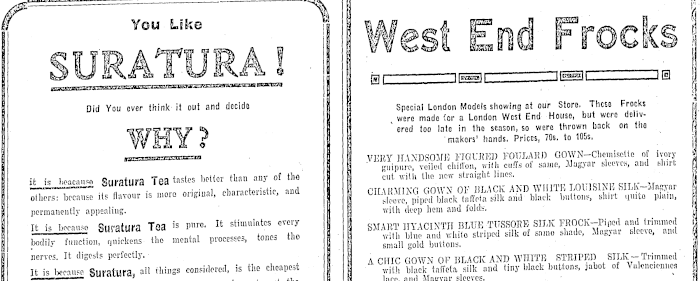 You Like
SURATURA!
Did You ever think it out and decide
WHY?
it is beacause Suratura Tea tastes better than any of the
others: because its flavour is more original, characteristic, and
permanently appealing.
It is because Suratura Tea is pure. It stimulates every
bodily function, quickens the mental processes, tones the
nerves. It digests perfectly.
It is because Suratura, all things considered, is the cheapest
West End Frocks
Special London Models showing at our Store. These Frocks
were made for a London West End House, but were deliv-
ered too late in the season, so were thrown back on the
makers' hands. Prices, 70s. to 105s.
VERY HANDSOME FIGURED FOULARD GOWN—Chemisette of ivory
guipure, veiled chiffon, with cuffs of same, Magyar sleeves, and skirt
cut with the new straight lines.
CHARMING GOWN OF BLACK AND WHITE LOUISINE SILK—Magyar
sleeve, piped black taffeta silk and black buttons, shirt quite plain,
with deep hem and folds.
SMART HYACINTH BLUE TUSSORE SILK FROCK—Piped and trimmed
with blue and white striped silk of same shade, Magyar sleeve, and
small gold buttons.
A CHIC GOWN OF BLACK AND WHITE STRIPED SILK—Trimmed
with black taffeta silk and tiny black buttons, jabot of Valenciennes
lace, and Magyar sleeves.